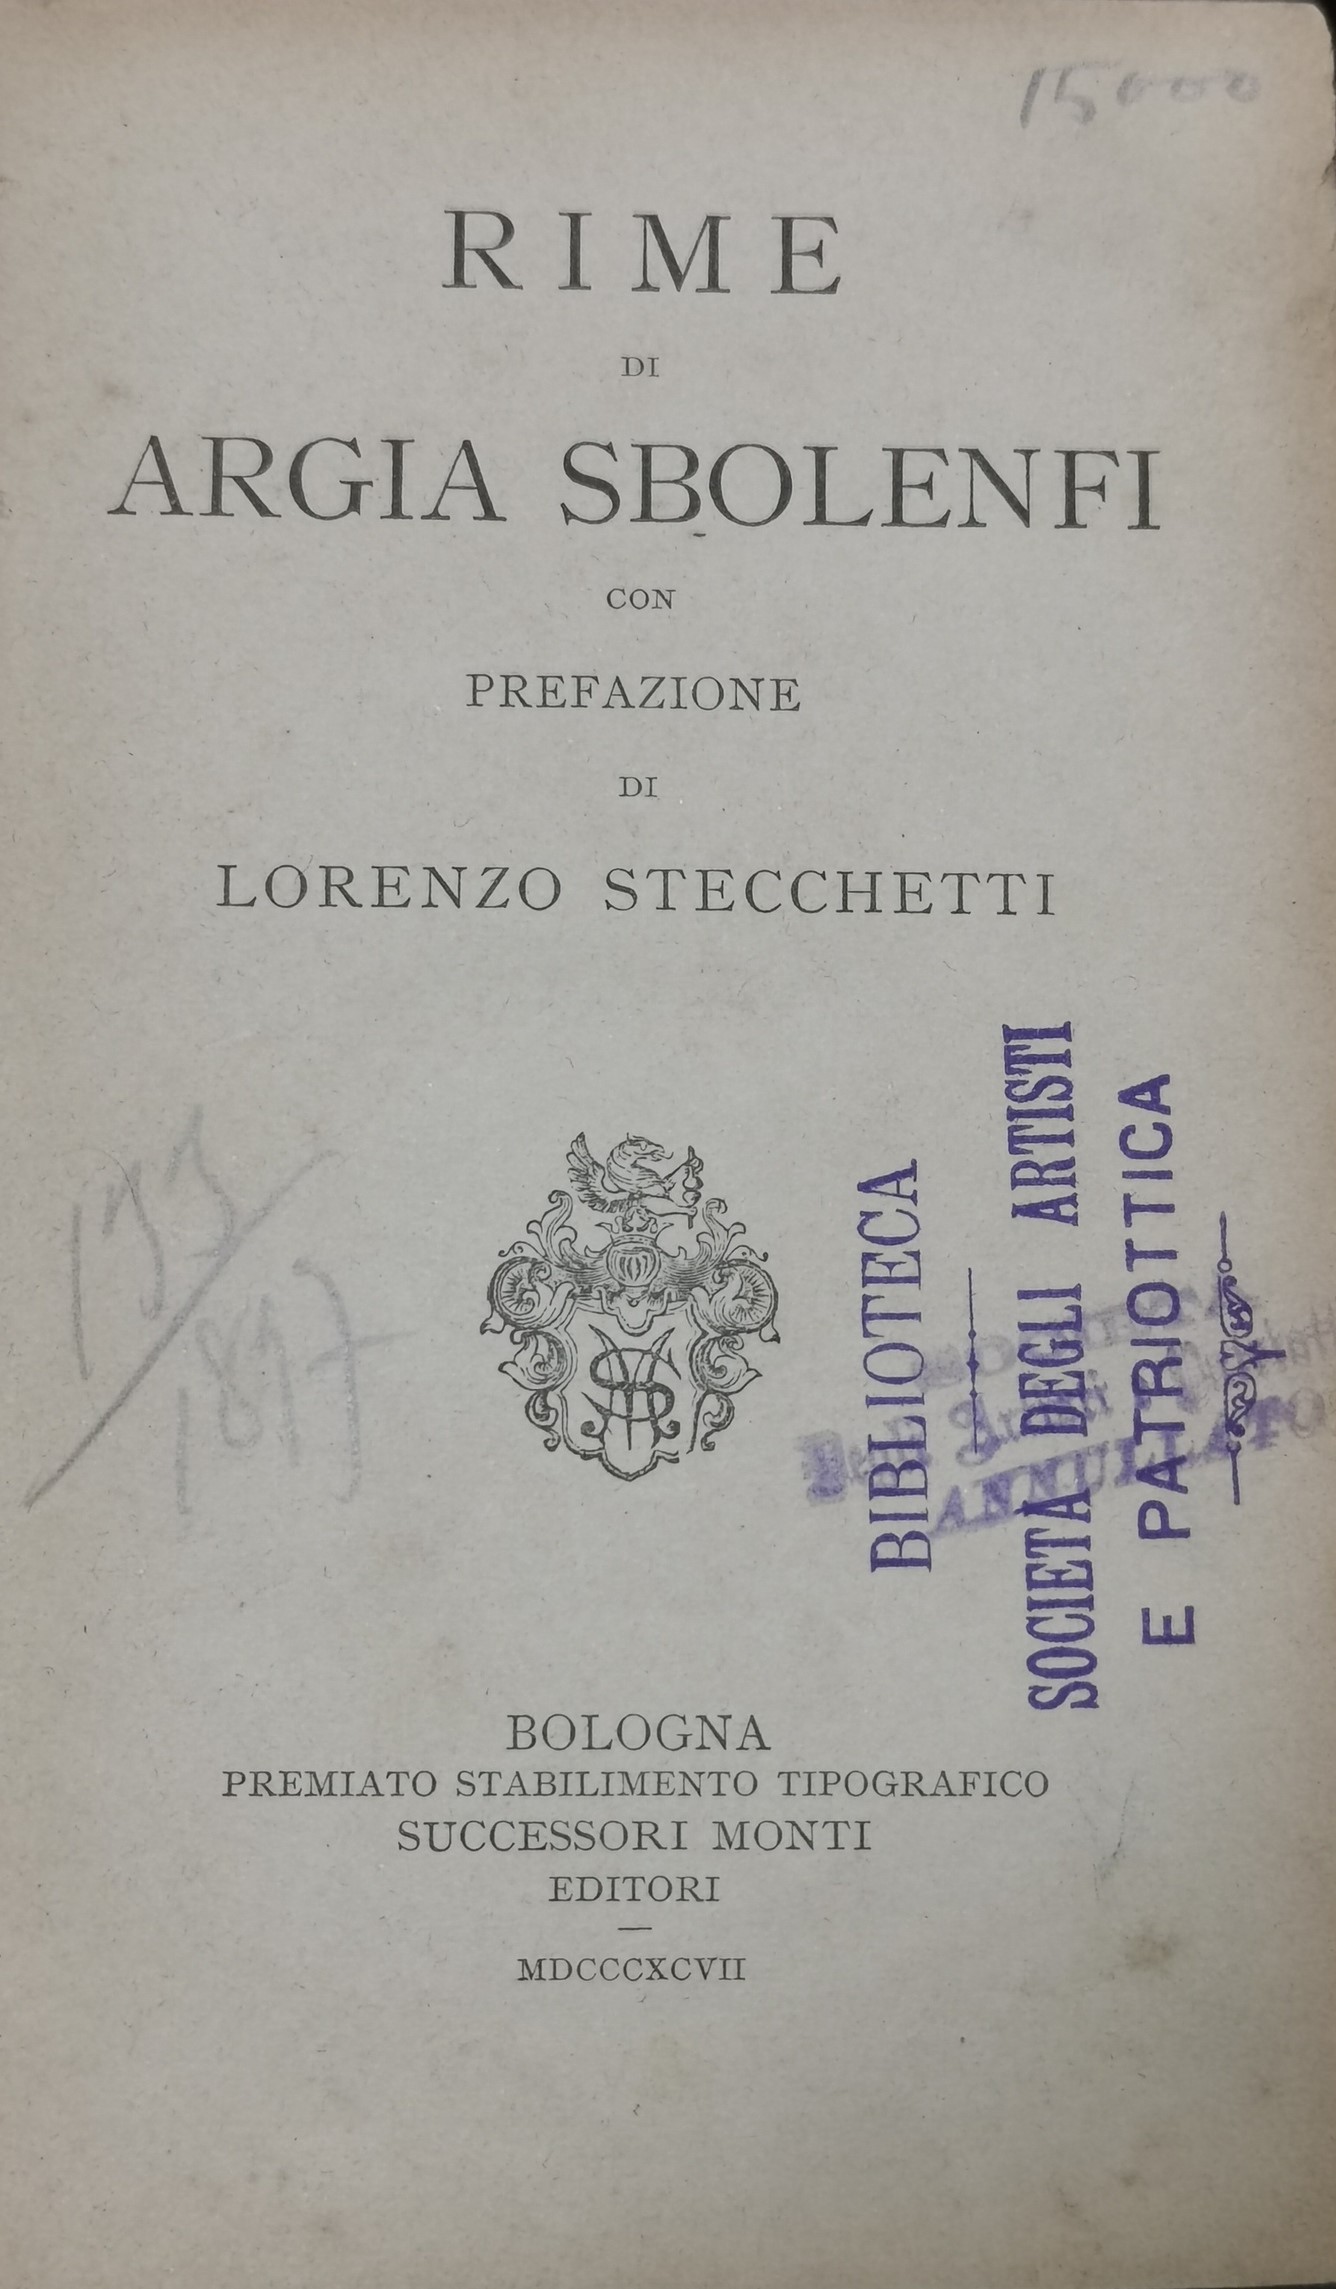 15000
RIME
DI
ARGIA SBOLENFI
CON
PREFAZIONE
DI
LORENZO STECCHETTI
BIBLIOTECA
SOCIETÀ DEGLI ARTISTI
E PATRIOTTICA
ANNULLATO
BOLOGNA
PREMIATO STABILIMENTO TIPOGRAFICO
SUCCESSORI MONTI
EDITORI
MDCCCXCVII